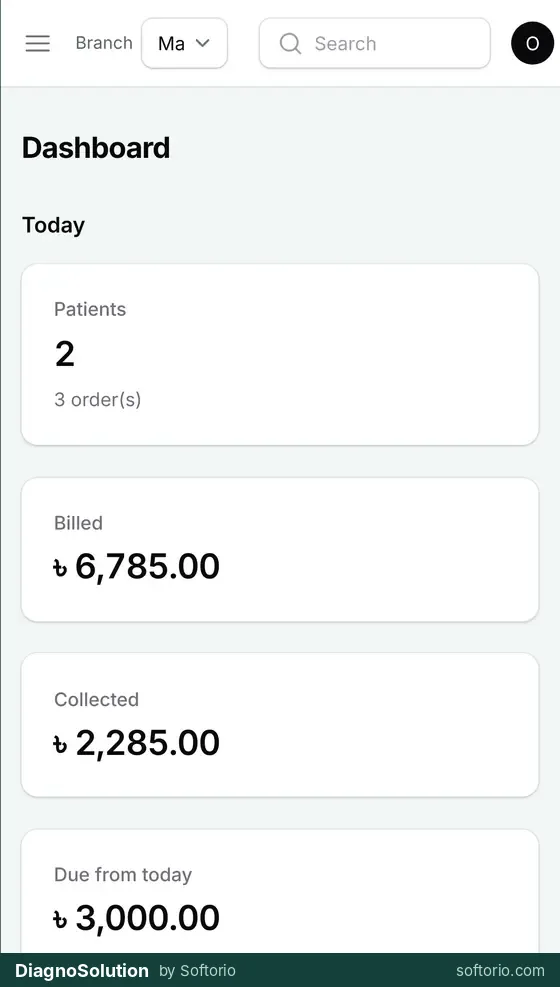 Branch Ma Search O
Dashboard
Today
Patients
2
3 order(s)
Billed
৳ 6,785.00
Collected
৳ 2,285.00
Due from today
৳ 3,000.00
DiagnoSolution by Softorio softorio.com